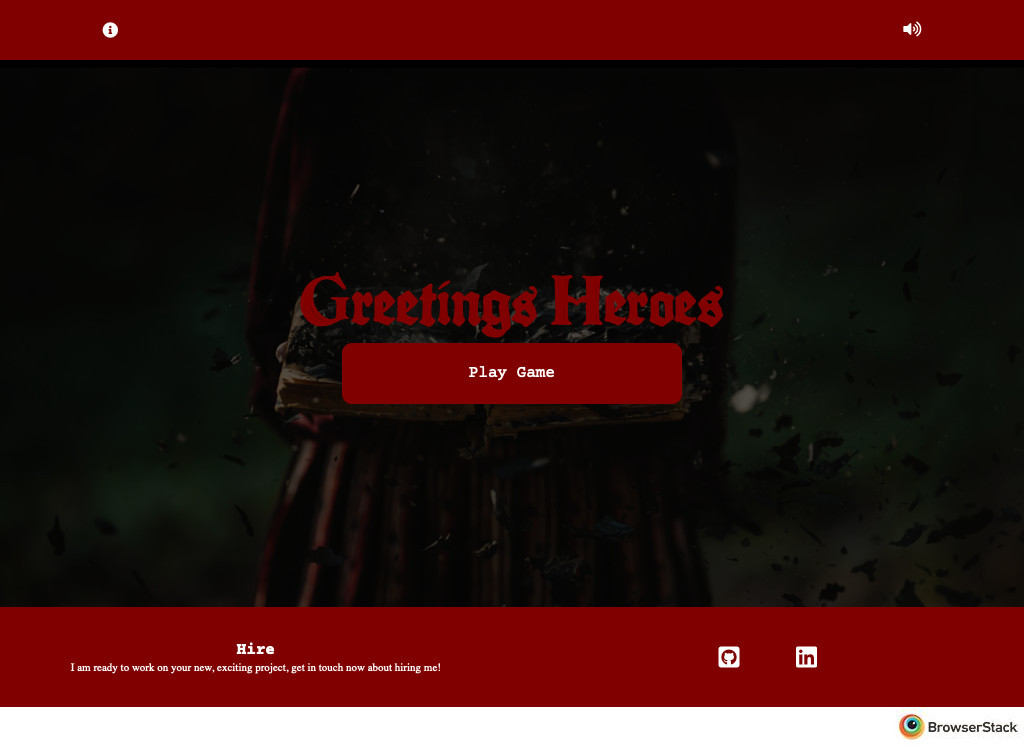 Greetings Heroes
Play Game
Hire
I am ready to work on your new, exciting project, get in touch now about hiring me!
BrowserStack